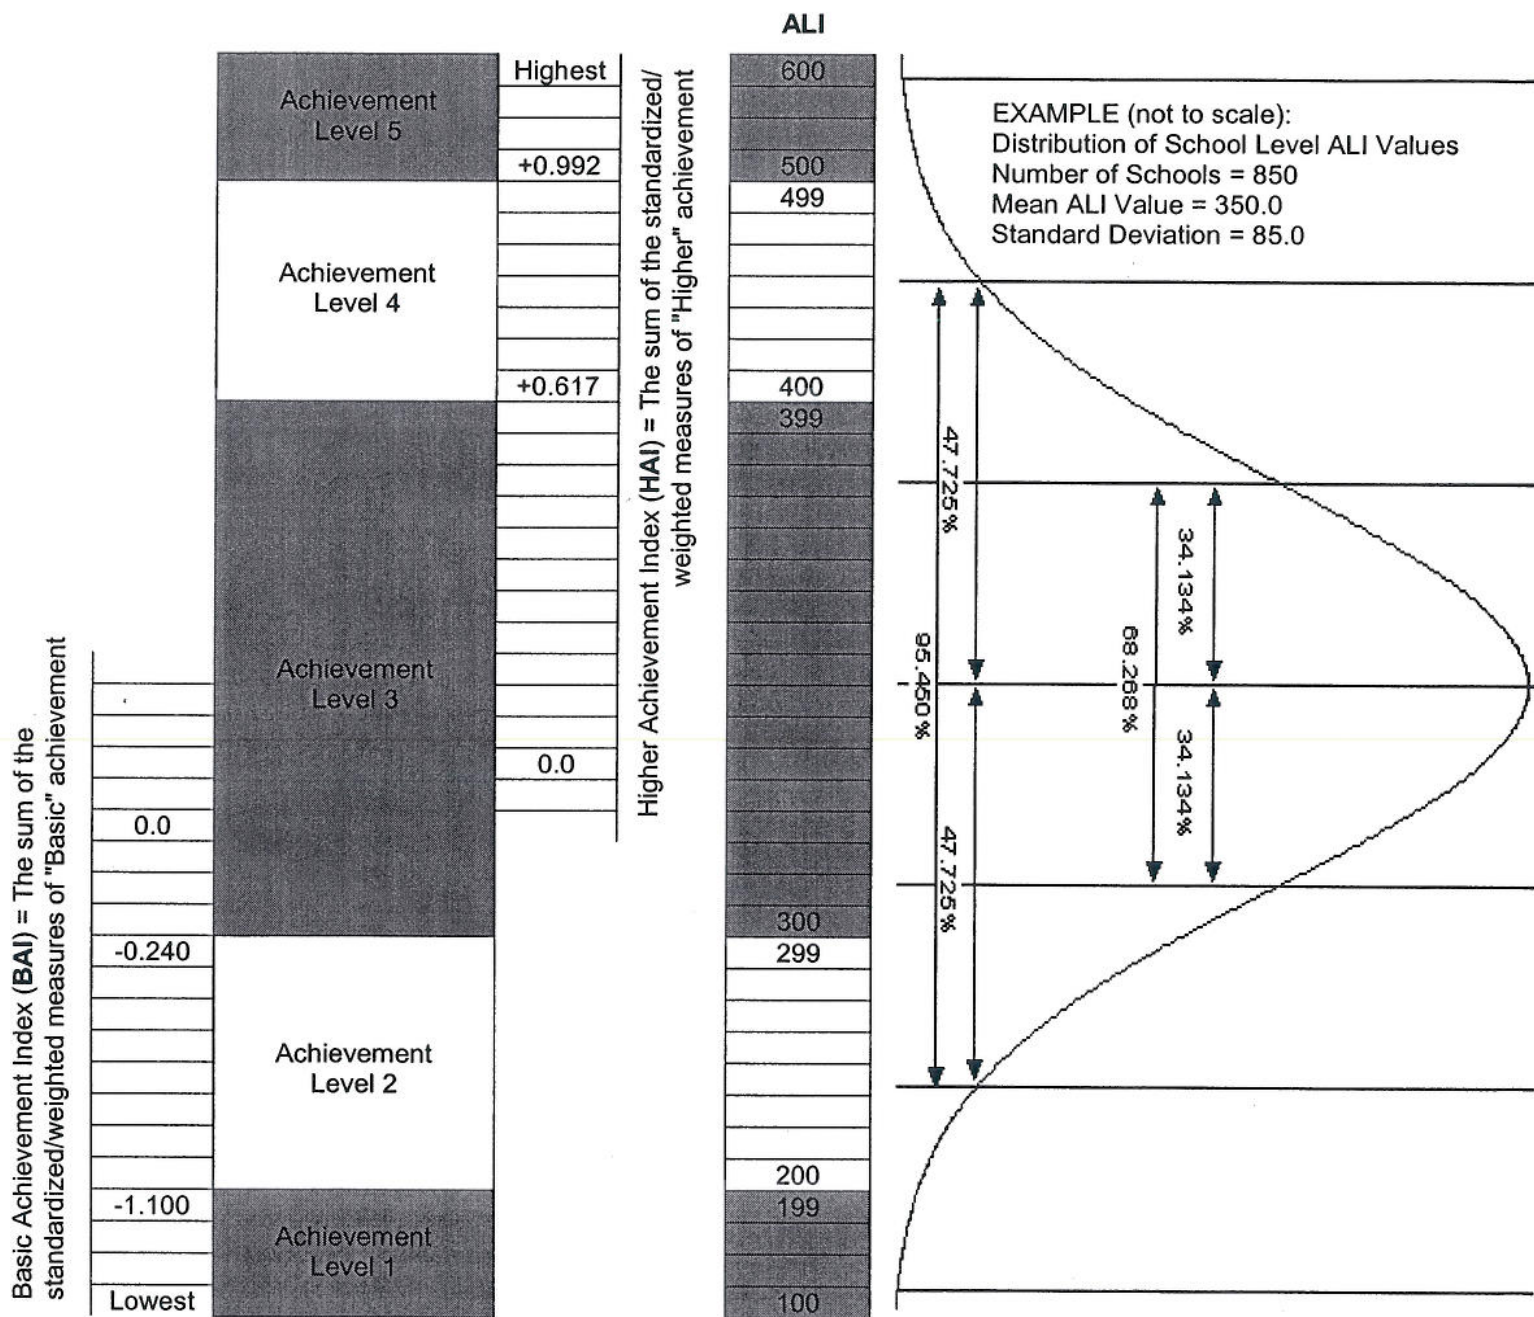 ALI
Highest
600
Achievement
Level 5
+0.992
500
499
Achievement
Level 4
+0.617
400
399
Achievement
Level 3
0.0
0.0
300
-0.240
299
Achievement
Level 2
200
-1.100
199
Achievement
Level 1
Lowest
100
Basic Achievement Index (BAI) = The sum of the
standardized/weighted measures of "Basic" achievement
Higher Achievement Index (HAI) = The sum of the standardized/
weighted measures of "Higher" achievement
EXAMPLE (not to scale):
Distribution of School Level ALI Values
Number of Schools = 850
Mean ALI Value = 350.0
Standard Deviation = 85.0
47.725%
34.134%
95.450%
68.268%
34.134%
47.725%